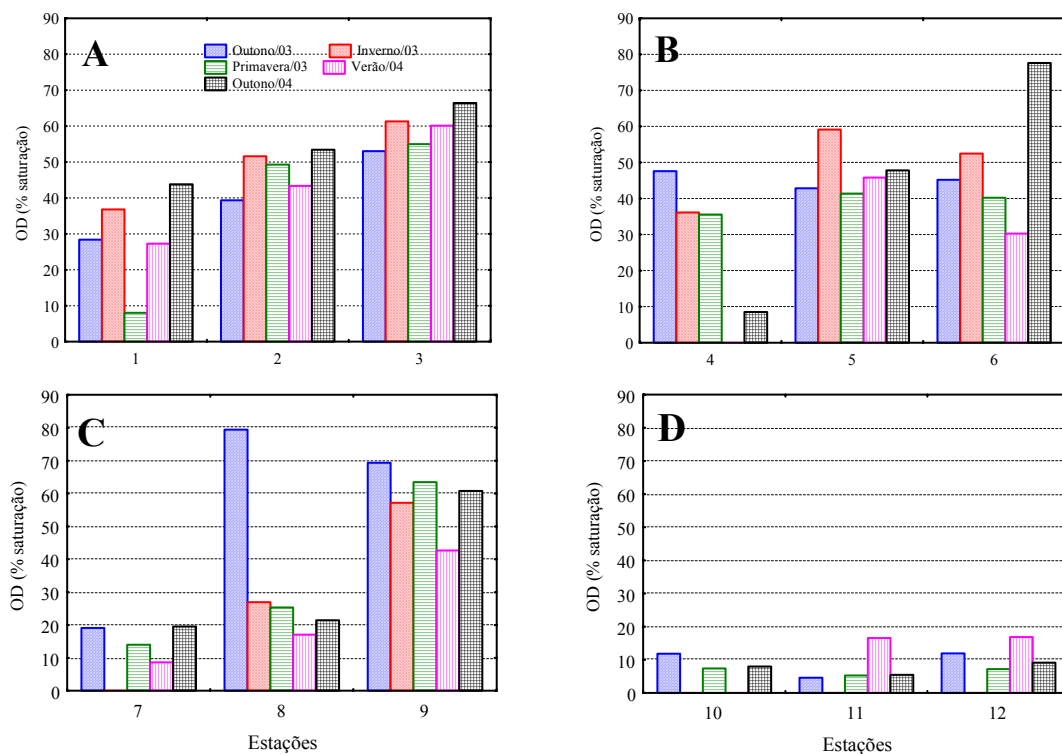 A
Outono/03
Inverno/03
Primavera/03
Verão/04
Outono/04
OD (% saturação)
90
80
70
60
50
40
30
20
10
0
1 2 3
B
OD (% saturação)
90
80
70
60
50
40
30
20
10
0
4 5 6
C
OD (% saturação)
90
80
70
60
50
40
30
20
10
0
7 8 9
Estações
D
OD (% saturação)
90
80
70
60
50
40
30
20
10
0
10 11 12
Estações